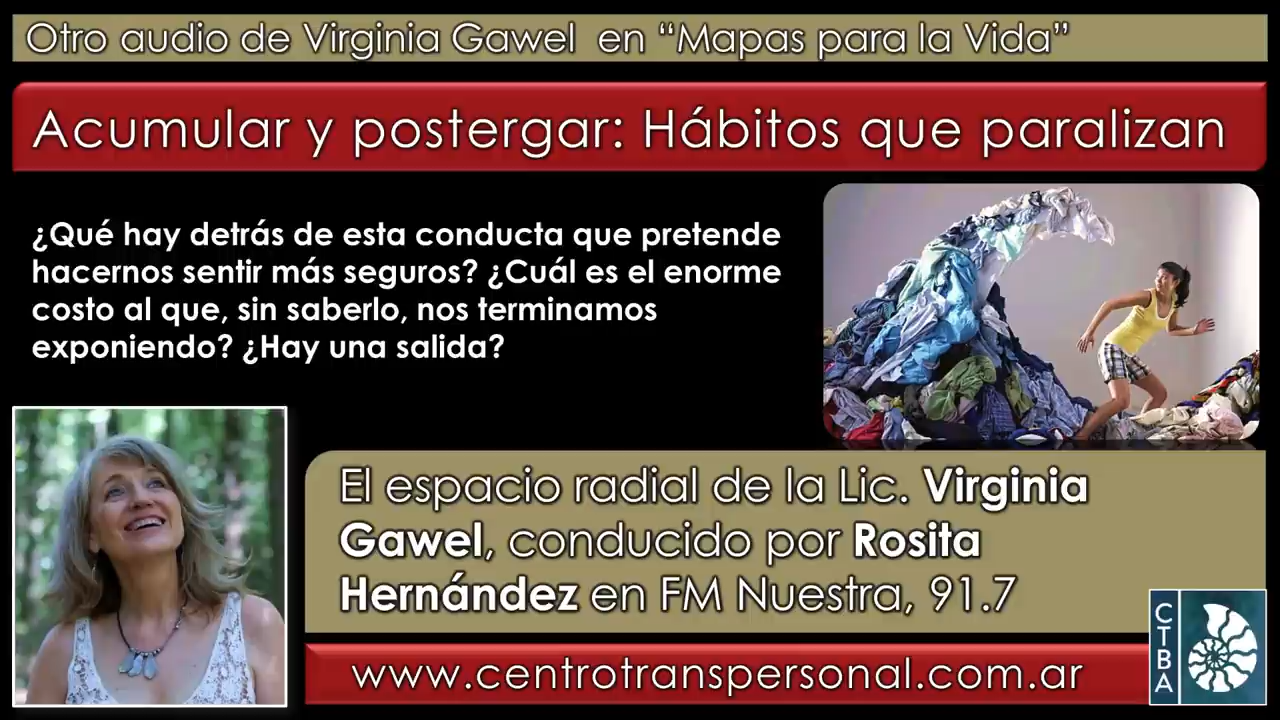 Otro audio de Virginia Gawel en “Mapas para la Vida”
Acumular y postergar: Hábitos que paralizan
¿Qué hay detrás de esta conducta que pretende
hacernos sentir más seguros? ¿Cuál es el enorme
costo al que, sin saberlo, nos terminamos
exponiendo? ¿Hay una salida?
El espacio radial de la Lic. Virginia
Gawel, conducido por Rosita
Hernández en FM Nuestra, 91.7
www.centrotranspersonal.com.ar
CTBA